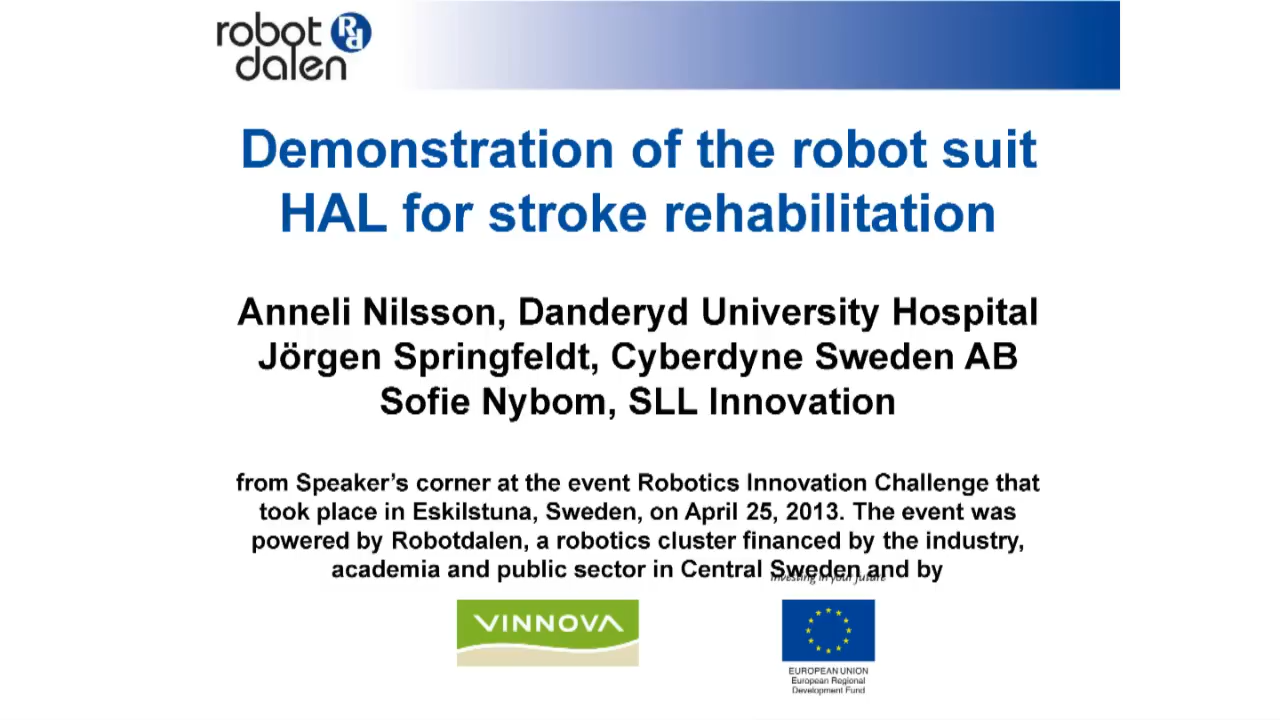 robot Rd
dalen
Demonstration of the robot suit
HAL for stroke rehabilitation
Anneli Nilsson, Danderyd University Hospital
Jörgen Springfeldt, Cyberdyne Sweden AB
Sofie Nybom, SLL Innovation
from Speaker’s corner at the event Robotics Innovation Challenge that
took place in Eskilstuna, Sweden, on April 25, 2013. The event was
powered by Robotdalen, a robotics cluster financed by the industry,
academia and public sector in Central Sweden and by
Investing in your future
VINNOVA
EUROPEAN UNION
European Regional
Development Fund